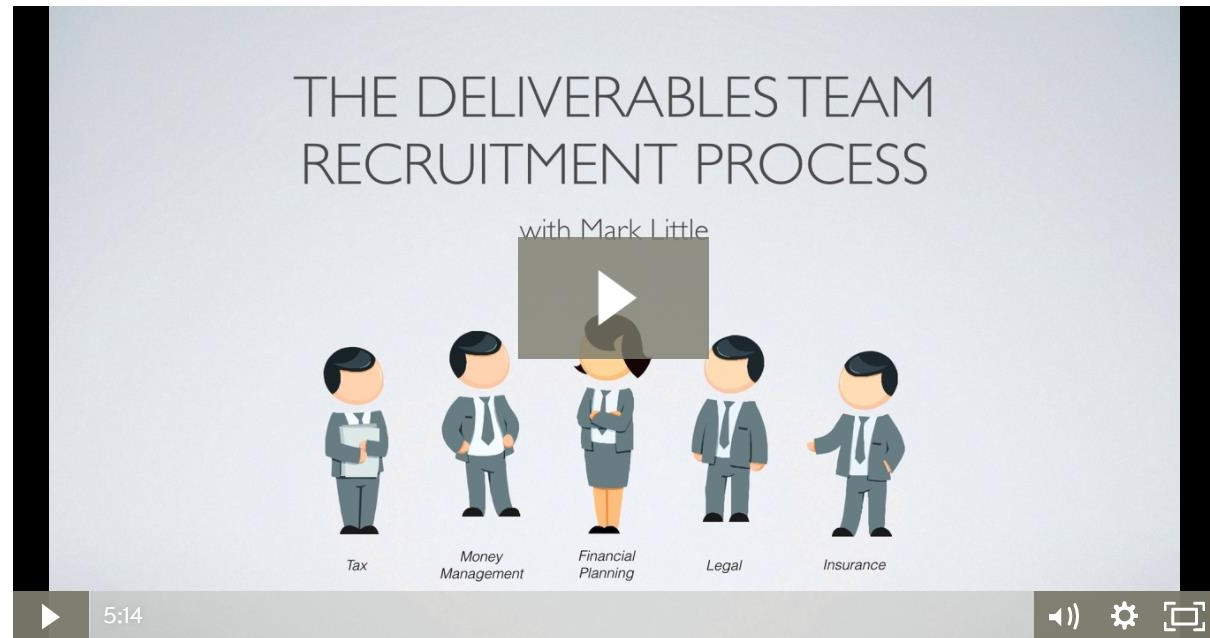 THE DELIVERABLES TEAM
RECRUITMENT PROCESS
with Mark Little
Tax
Money
Management
Financial
Planning
Legal
Insurance
5:14